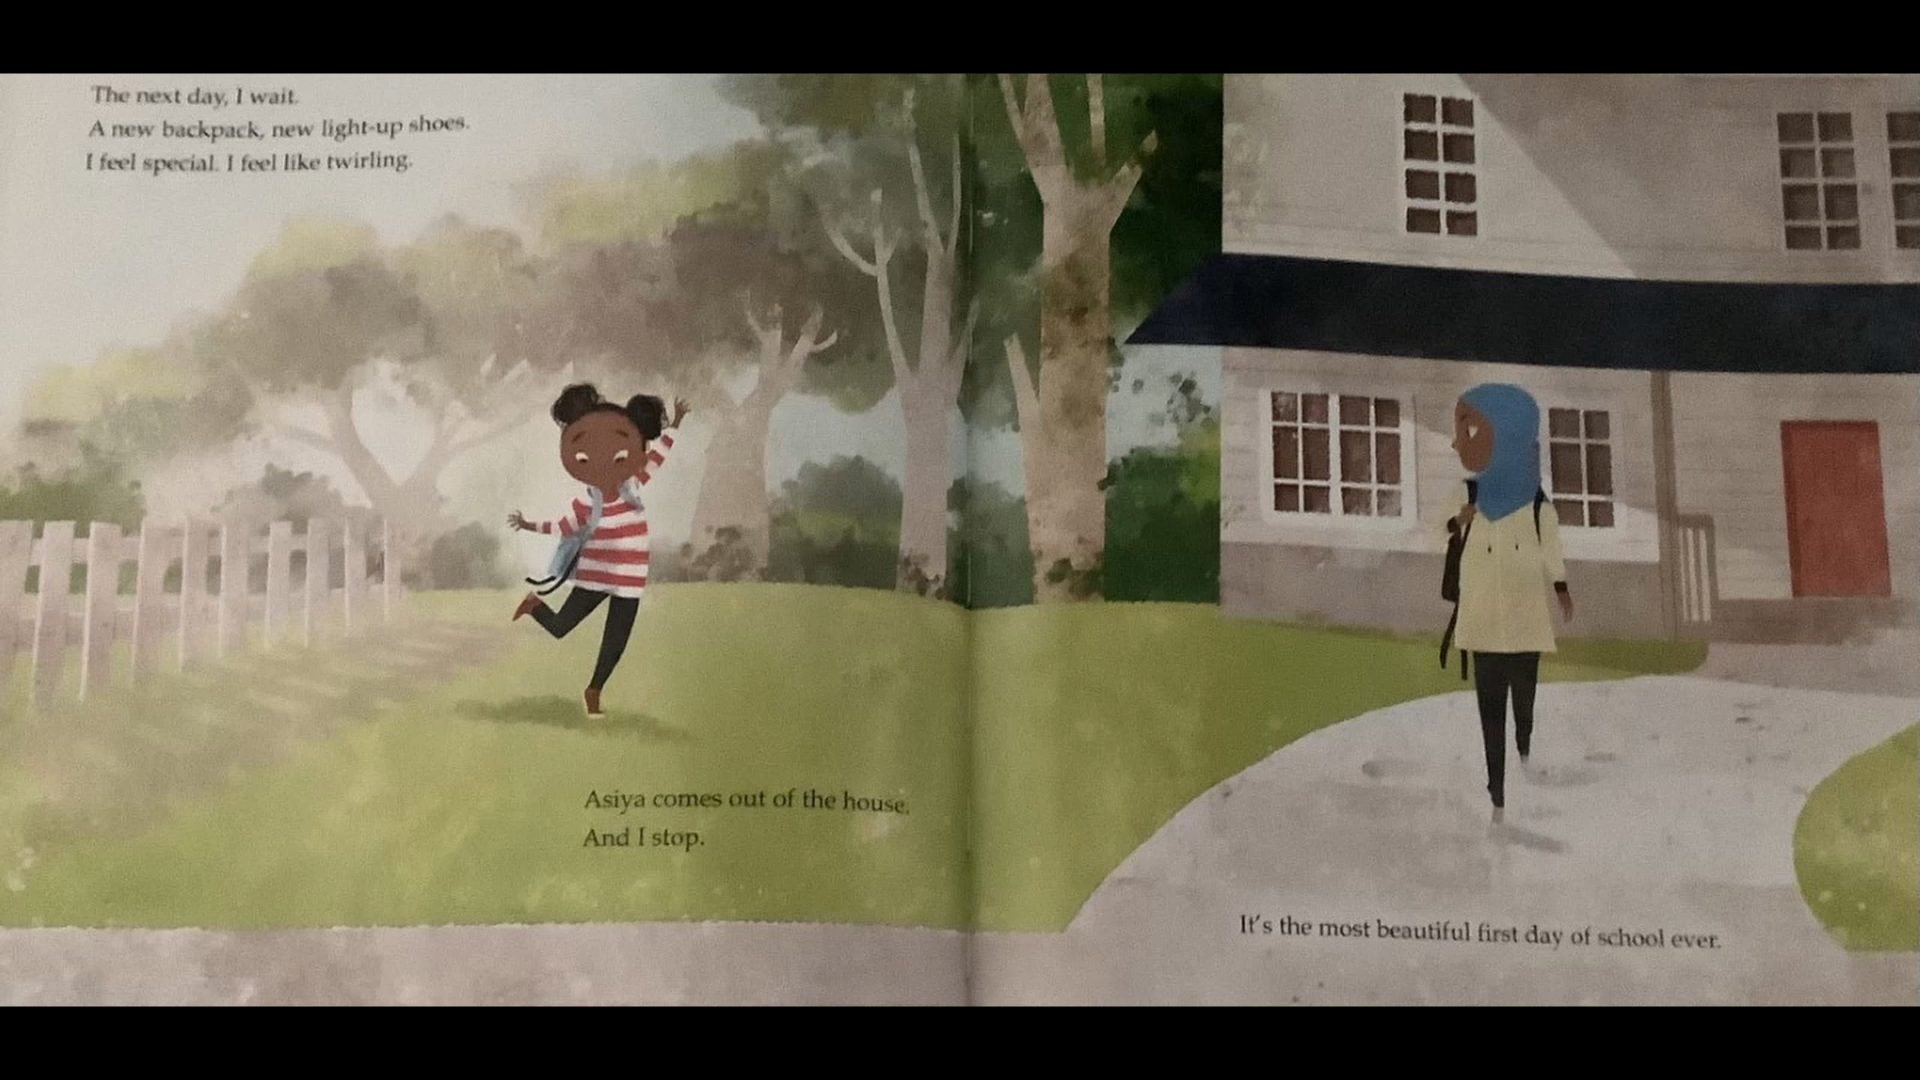 The next day, I wait.
A new backpack, new light-up shoes.
I feel special. I feel like twirling.
Asiya comes out of the house.
And I stop.
It's the most beautiful first day of school ever.